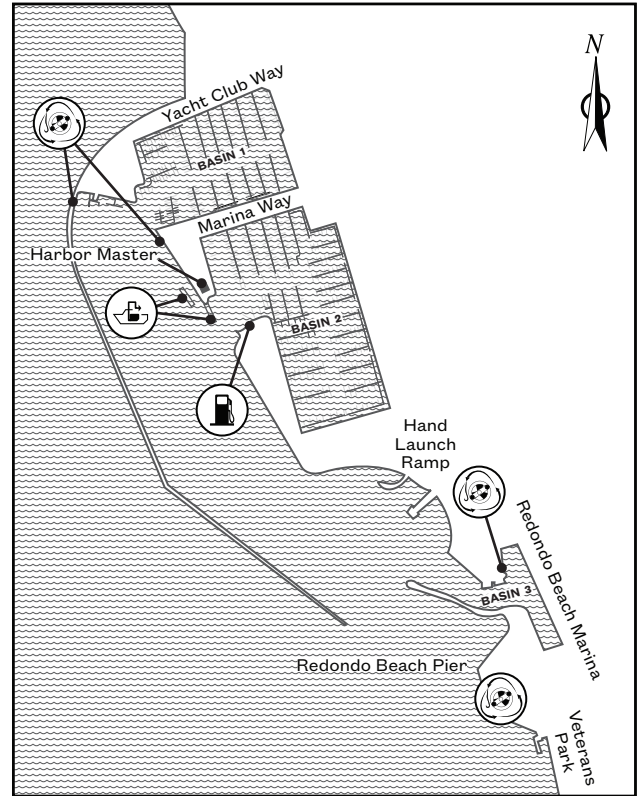 N
Yacht Club Way
BASIN 1
Marina Way
Harbor Master
BASIN 2
Hand
Launch
Ramp
Redondo Beach Marina
BASIN 3
Redondo Beach Pier
Veterans
Park